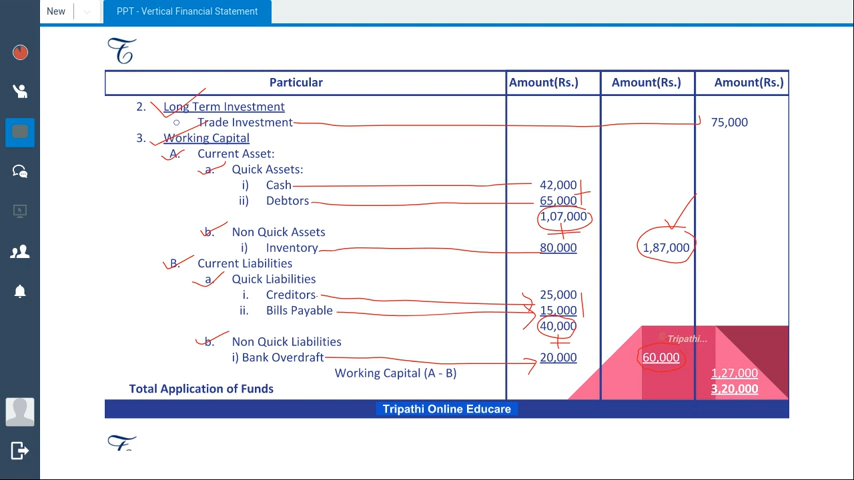 New
PPT - Vertical Financial Statement
Particular Amount(Rs.) Amount(Rs.) Amount(Rs.)
2. Long Term Investment
Trade Investment 75,000
3. Working Capital
A. Current Asset:
a. Quick Assets:
i) Cash 42,000
ii) Debtors 65,000
1,07,000
b. Non Quick Assets
i) Inventory 80,000 1,87,000
B. Current Liabilities
a. Quick Liabilities
i. Creditors 25,000
ii. Bills Payable 15,000
40,000
Tripathi...
b. Non Quick Liabilities
i) Bank Overdraft 20,000 60,000
Working Capital (A - B) 1,27,000
Total Application of Funds 3,20,000
Tripathi Online Educare